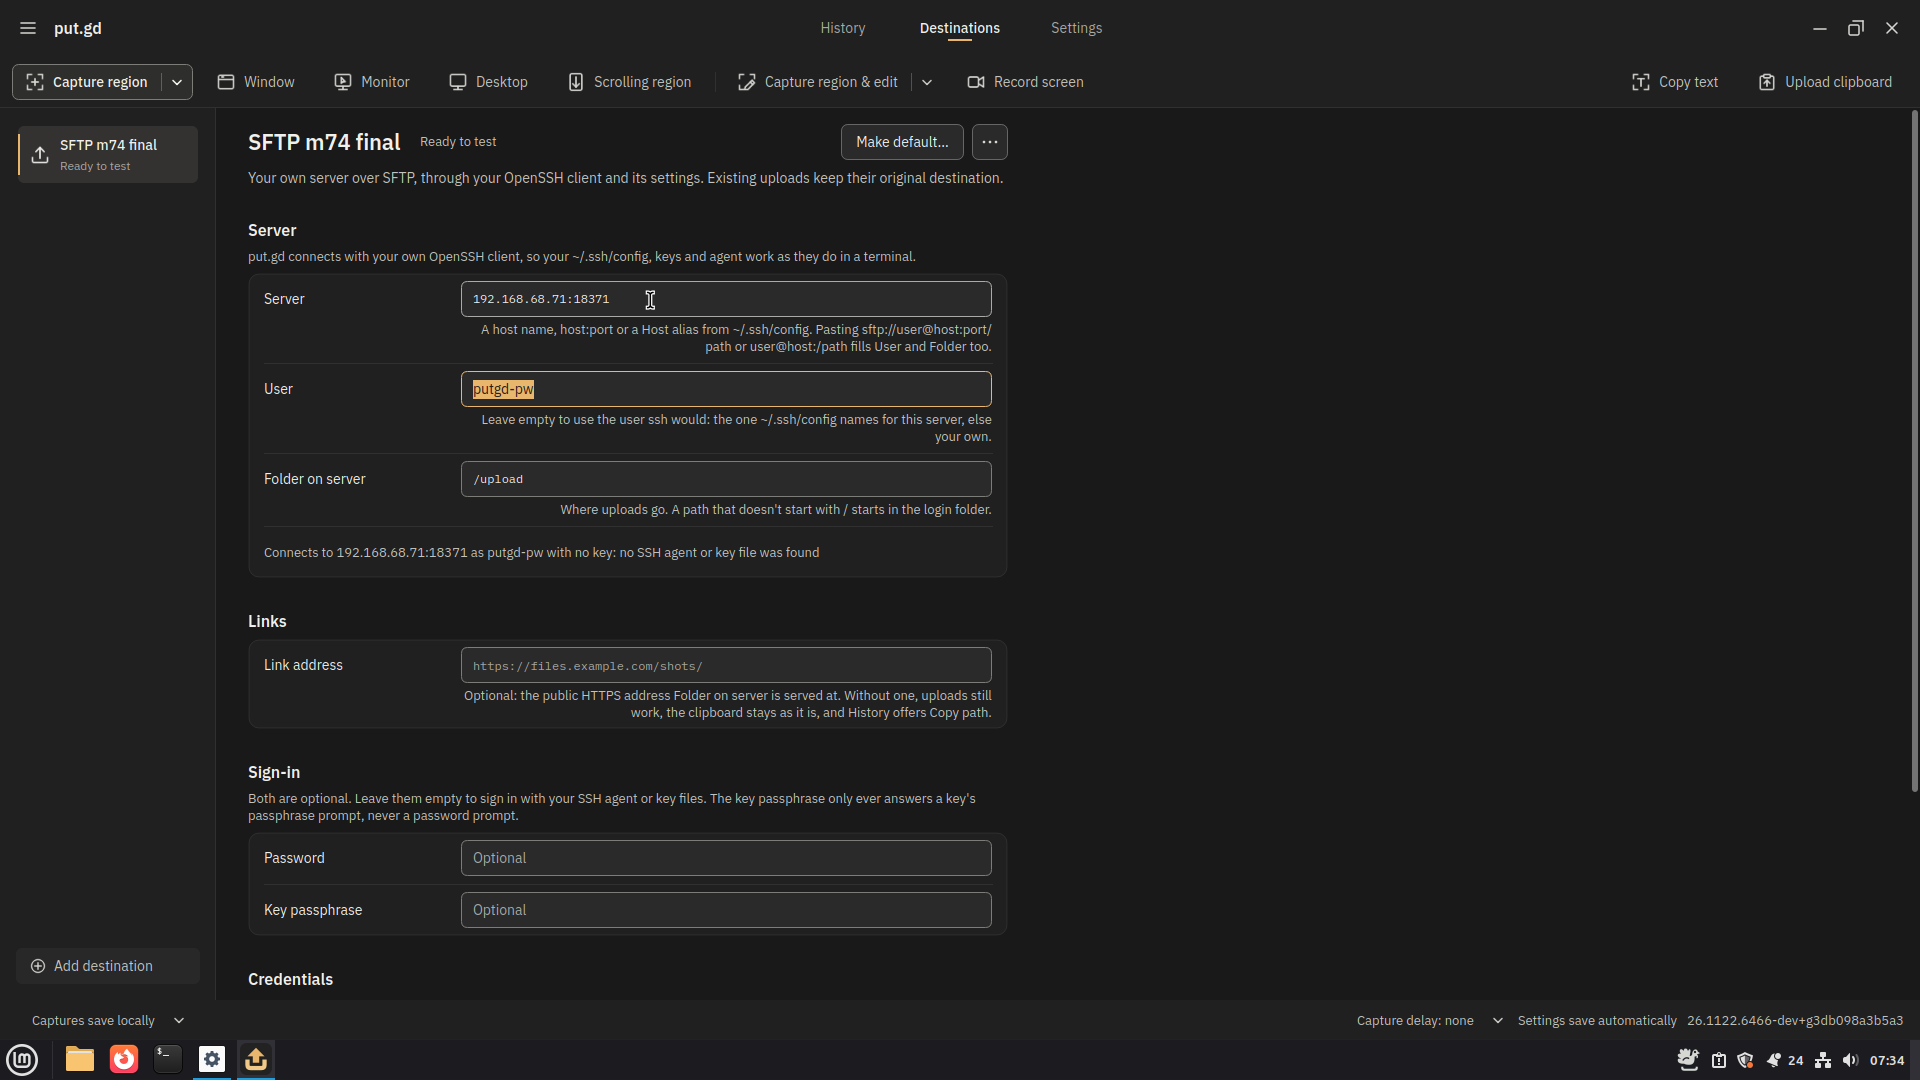 put.gd
History
Destinations
Settings
Capture region
Window
Monitor
Desktop
Scrolling region
Capture region & edit
Record screen
Copy text
Upload clipboard
SFTP m74 final
Ready to test
SFTP m74 final
Ready to test
Make default...
Your own server over SFTP, through your OpenSSH client and its settings. Existing uploads keep their original destination.
Server
put.gd connects with your own OpenSSH client, so your ~/.ssh/config, keys and agent work as they do in a terminal.
Server
192.168.68.71:18371
A host name, host:port or a Host alias from ~/.ssh/config. Pasting sftp://user@host:port/
path or user@host:/path fills User and Folder too.
User
putgd-pw
Leave empty to use the user ssh would: the one ~/.ssh/config names for this server, else
your own.
Folder on server
/upload
Where uploads go. A path that doesn't start with / starts in the login folder.
Connects to 192.168.68.71:18371 as putgd-pw with no key: no SSH agent or key file was found
Links
Link address
https://files.example.com/shots/
Optional: the public HTTPS address Folder on server is served at. Without one, uploads still
work, the clipboard stays as it is, and History offers Copy path.
Sign-in
Both are optional. Leave them empty to sign in with your SSH agent or key files. The key passphrase only ever answers a key's
passphrase prompt, never a password prompt.
Password
Optional
Key passphrase
Optional
Credentials
Add destination
Captures save locally
Capture delay: none
Settings save automatically
26.1122.6466-dev+g3db098a3b5a3
24
07:34